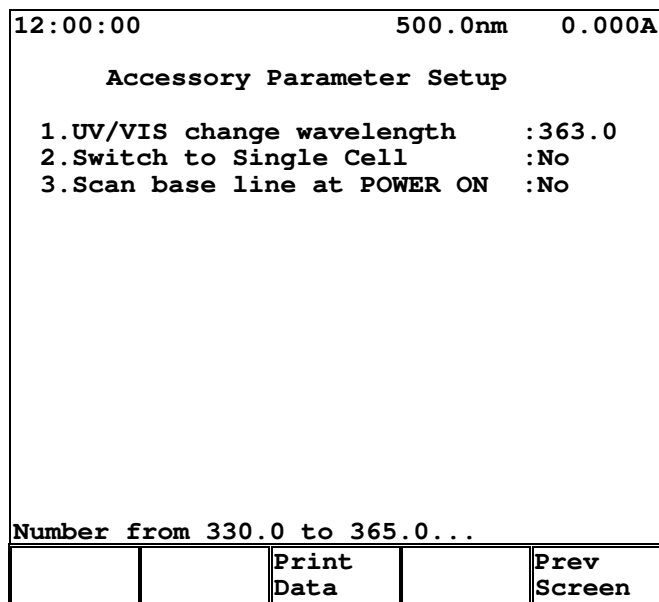 12:00:00 500.0nm 0.000A
Accessory Parameter Setup
1.UV/VIS change wavelength :363.0
2.Switch to Single Cell :No
3.Scan base line at POWER ON :No
Number from 330.0 to 365.0...
Print Data
Prev Screen